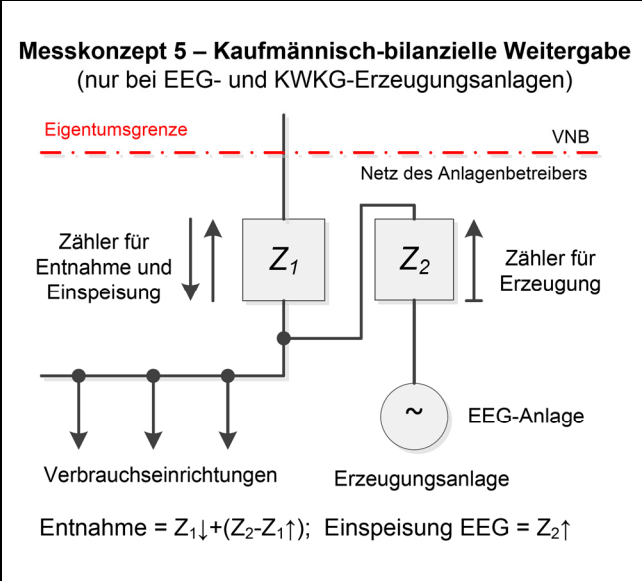 Messkonzept 5 – Kaufmännisch-bilanzielle Weitergabe
(nur bei EEG- und KWKG-Erzeugungsanlagen)
Eigentumsgrenze
VNB
Netz des Anlagenbetreibers
Zähler für
Entnahme und
Einspeisung
Z₁
Z₂
Zähler für
Erzeugung
~
EEG-Anlage
Verbrauchseinrichtungen
Erzeugungsanlage
Entnahme = Z₁↓+(Z₂-Z₁↑); Einspeisung EEG = Z₂↑